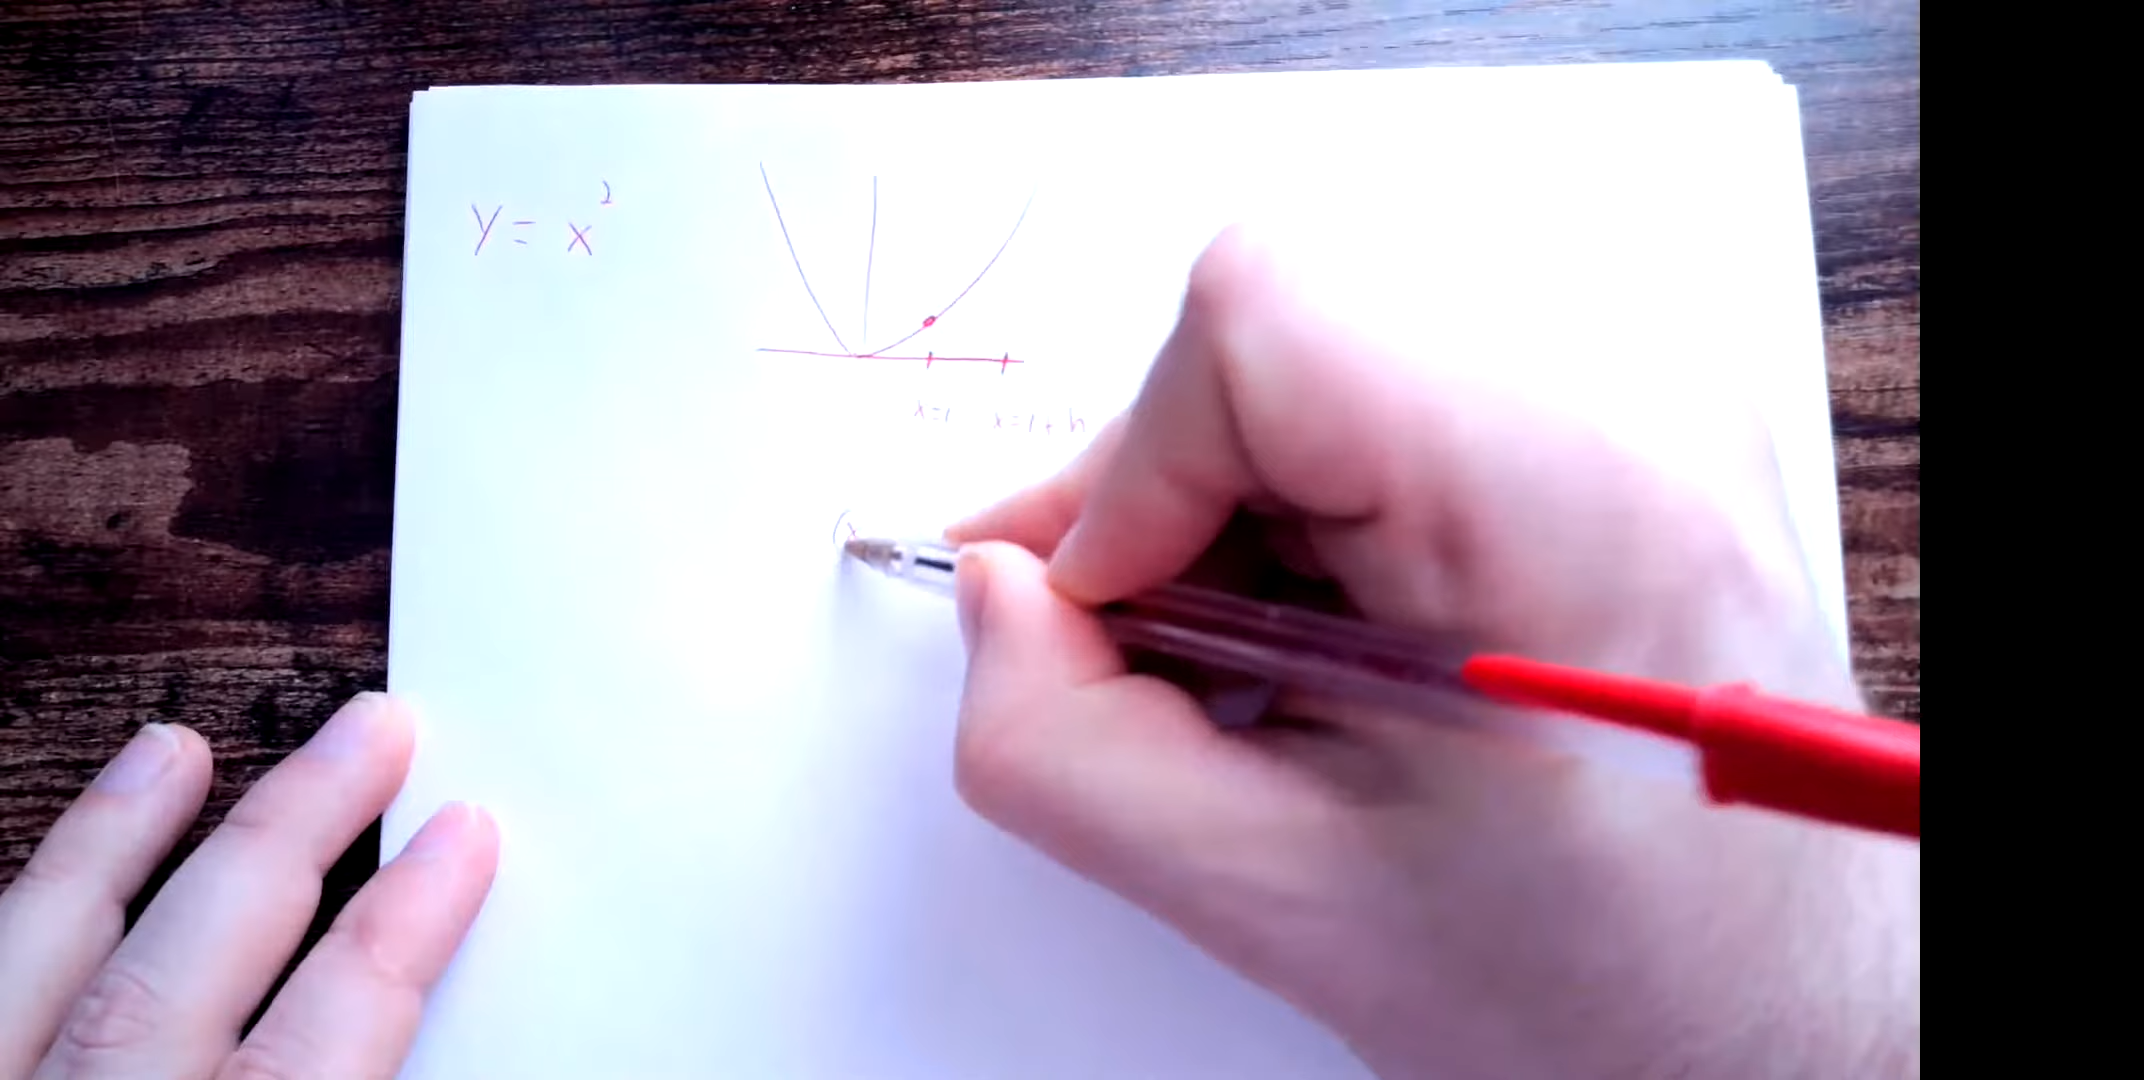 y = x²
x=1 x=1+h
(x